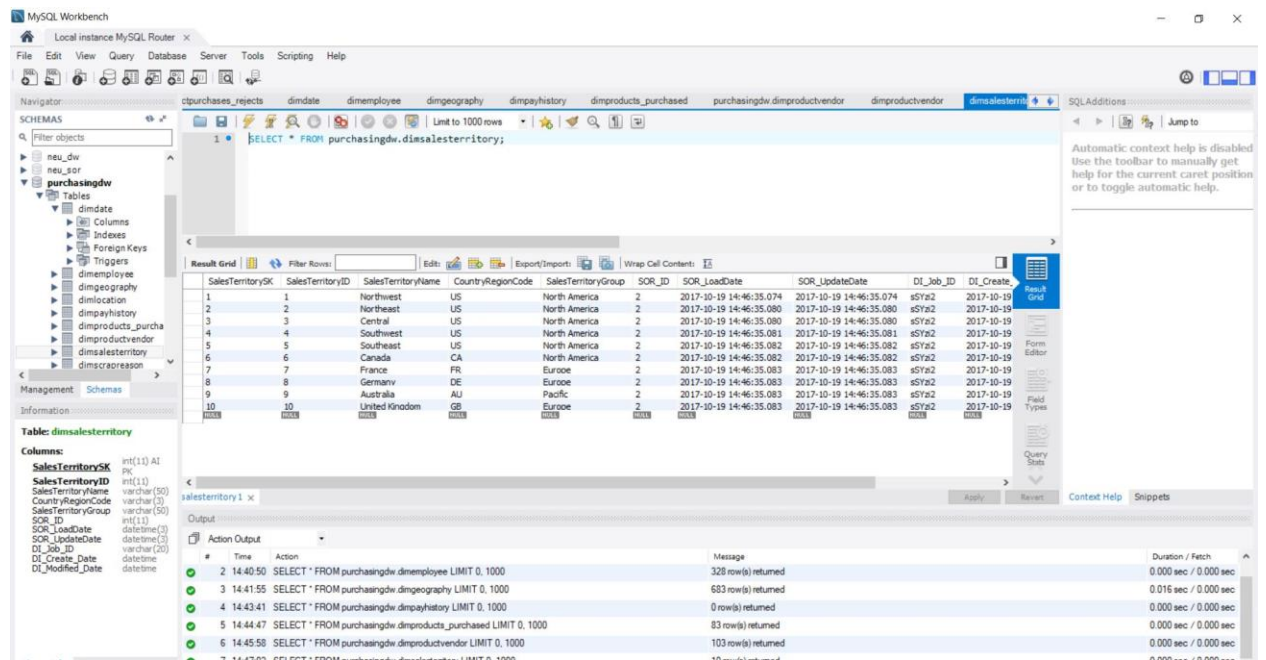 MySQL Workbench
Local instance MySQL Router ×
File Edit View Query Database Server Tools Scripting Help
Navigator
ctpurchases_rejects dimdate dimemployee dimgeography dimpayhistory dimproducts_purchased purchasingdw.dimproductvendor dimproductvendor dimsalesterrito
SQLAdditions
SCHEMAS
Limit to 1000 rows
Jump to
Filter objects
1 SELECT * FROM purchasingdw.dimsalesterritory;
Automatic context help is disabled
Use the toolbar to manually get
help for the current caret position
or to toggle automatic help.
neu_dw
neu_sor
purchasingdw
Tables
dimdate
Columns
Indexes
Foreign Keys
Triggers
dimemployee
dimgeography
dimlocation
dimpayhistory
dimproducts_purcha
dimproductvendor
dimsalesterritory
dimscrapreason
Management Schemas
Result Grid Filter Rows: Edit: Export/Import: Wrap Cell Content:
SalesTerritorySK SalesTerritoryID SalesTerritoryName CountryRegionCode SalesTerritoryGroup SOR_ID SOR_LoadDate SOR_UpdateDate DI_Job_ID DI_Create_
1 1 Northwest US North America 2 2017-10-19 14:46:35.074 2017-10-19 14:46:35.074 sSYzi2 2017-10-19
2 2 Northeast US North America 2 2017-10-19 14:46:35.080 2017-10-19 14:46:35.080 sSYzi2 2017-10-19
3 3 Central US North America 2 2017-10-19 14:46:35.080 2017-10-19 14:46:35.080 sSYzi2 2017-10-19
4 4 Southwest US North America 2 2017-10-19 14:46:35.081 2017-10-19 14:46:35.081 sSYzi2 2017-10-19
5 5 Southeast US North America 2 2017-10-19 14:46:35.082 2017-10-19 14:46:35.082 sSYzi2 2017-10-19
6 6 Canada CA North America 2 2017-10-19 14:46:35.082 2017-10-19 14:46:35.082 sSYzi2 2017-10-19
7 7 France FR Europe 2 2017-10-19 14:46:35.083 2017-10-19 14:46:35.083 sSYzi2 2017-10-19
8 8 Germany DE Europe 2 2017-10-19 14:46:35.083 2017-10-19 14:46:35.083 sSYzi2 2017-10-19
9 9 Australia AU Pacific 2 2017-10-19 14:46:35.083 2017-10-19 14:46:35.083 sSYzi2 2017-10-19
10 10 United Kingdom GB Europe 2 2017-10-19 14:46:35.083 2017-10-19 14:46:35.083 sSYzi2 2017-10-19
NULL NULL NULL NULL NULL NULL NULL NULL NULL NULL
Result
Grid
Form
Editor
Field
Types
Query
Stats
Information
Table: dimsalesterritory
Columns:
SalesTerritorySK int(11) AI
PK
SalesTerritoryID int(11)
SalesTerritoryName varchar(50)
CountryRegionCode varchar(3)
SalesTerritoryGroup varchar(50)
SOR_ID int(11)
SOR_LoadDate datetime(3)
SOR_UpdateDate datetime(3)
DI_Job_ID varchar(20)
DI_Create_Date datetime
DI_Modified_Date datetime
salesterritory 1 × Apply Revert
Context Help Snippets
Output
Action Output
# Time Action Message Duration / Fetch
2 14:40:50 SELECT * FROM purchasingdw.dimemployee LIMIT 0, 1000 328 row(s) returned 0.000 sec / 0.000 sec
3 14:41:55 SELECT * FROM purchasingdw.dimgeography LIMIT 0, 1000 683 row(s) returned 0.016 sec / 0.000 sec
4 14:43:41 SELECT * FROM purchasingdw.dimpayhistory LIMIT 0, 1000 0 row(s) returned 0.000 sec / 0.000 sec
5 14:44:47 SELECT * FROM purchasingdw.dimproducts_purchased LIMIT 0, 1000 83 row(s) returned 0.000 sec / 0.000 sec
6 14:45:58 SELECT * FROM purchasingdw.dimproductvendor LIMIT 0, 1000 103 row(s) returned 0.000 sec / 0.000 sec